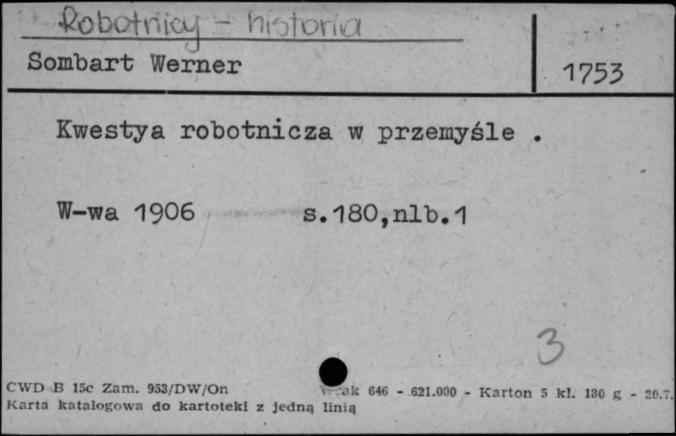 Robotnicy - historia
Sombart Werner
1753
Kwestya robotnicza w przemyśle .
W-wa 1906 s.180,nlb.1
3
CWD B 15c Zam. 953/DW/On 646 - 621.000 - Karton 5 kl. 180 g - 20.7.
Karta katalogowa do kartoteki z jedną linią